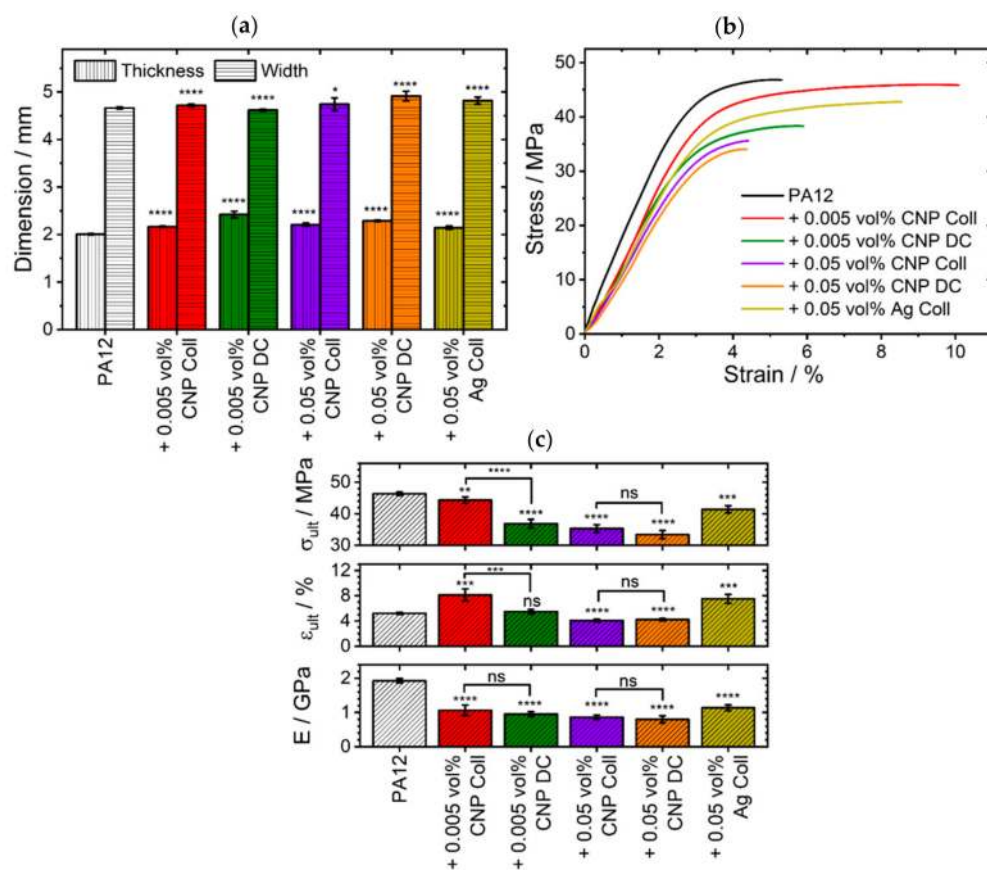 (a)
Dimension / mm
5
4
3
2
1
0
Thickness
Width
****
****
*
****
****
****
****
****
****
****
PA12
+ 0.005 vol%
CNP Coll
+ 0.005 vol%
CNP DC
+ 0.05 vol%
CNP Coll
+ 0.05 vol%
CNP DC
+ 0.05 vol%
Ag Coll
(b)
Stress / MPa
50
40
30
20
10
0
PA12
+ 0.005 vol% CNP Coll
+ 0.005 vol% CNP DC
+ 0.05 vol% CNP Coll
+ 0.05 vol% CNP DC
+ 0.05 vol% Ag Coll
0 2 4 6 8 10
Strain / %
(c)
σult / MPa
50
40
30
****
**
****
ns
****
****
***
εult / %
12
8
4
0
***
***
ns
ns
****
****
***
E / GPa
2
1
0
ns
****
****
ns
****
****
****
PA12
+ 0.005 vol%
CNP Coll
+ 0.005 vol%
CNP DC
+ 0.05 vol%
CNP Coll
+ 0.05 vol%
CNP DC
+ 0.05 vol%
Ag Coll